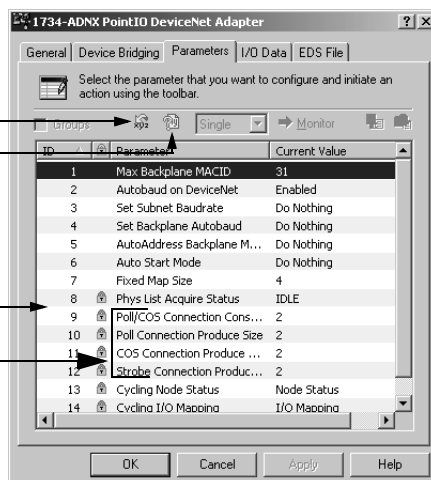 1734-ADNX PointIO DeviceNet Adapter
General Device Bridging Parameters I/O Data EDS File
Select the parameter that you want to configure and initiate an
action using the toolbar.
Groups Single Monitor
ID Parameter Current Value
1 Max Backplane MACID 31
2 Autobaud on DeviceNet Enabled
3 Set Subnet Baudrate Do Nothing
4 Set Backplane Autobaud Do Nothing
5 AutoAddress Backplane M... Do Nothing
6 Auto Start Mode Do Nothing
7 Fixed Map Size 4
8 Phys List Acquire Status IDLE
9 Poll/COS Connection Cons... 2
10 Poll Connection Produce Size 2
11 COS Connection Produce ... 2
12 Strobe Connection Produc... 2
13 Cycling Node Status Node Status
14 Cycling I/O Mapping I/O Mapping
OK Cancel Apply Help